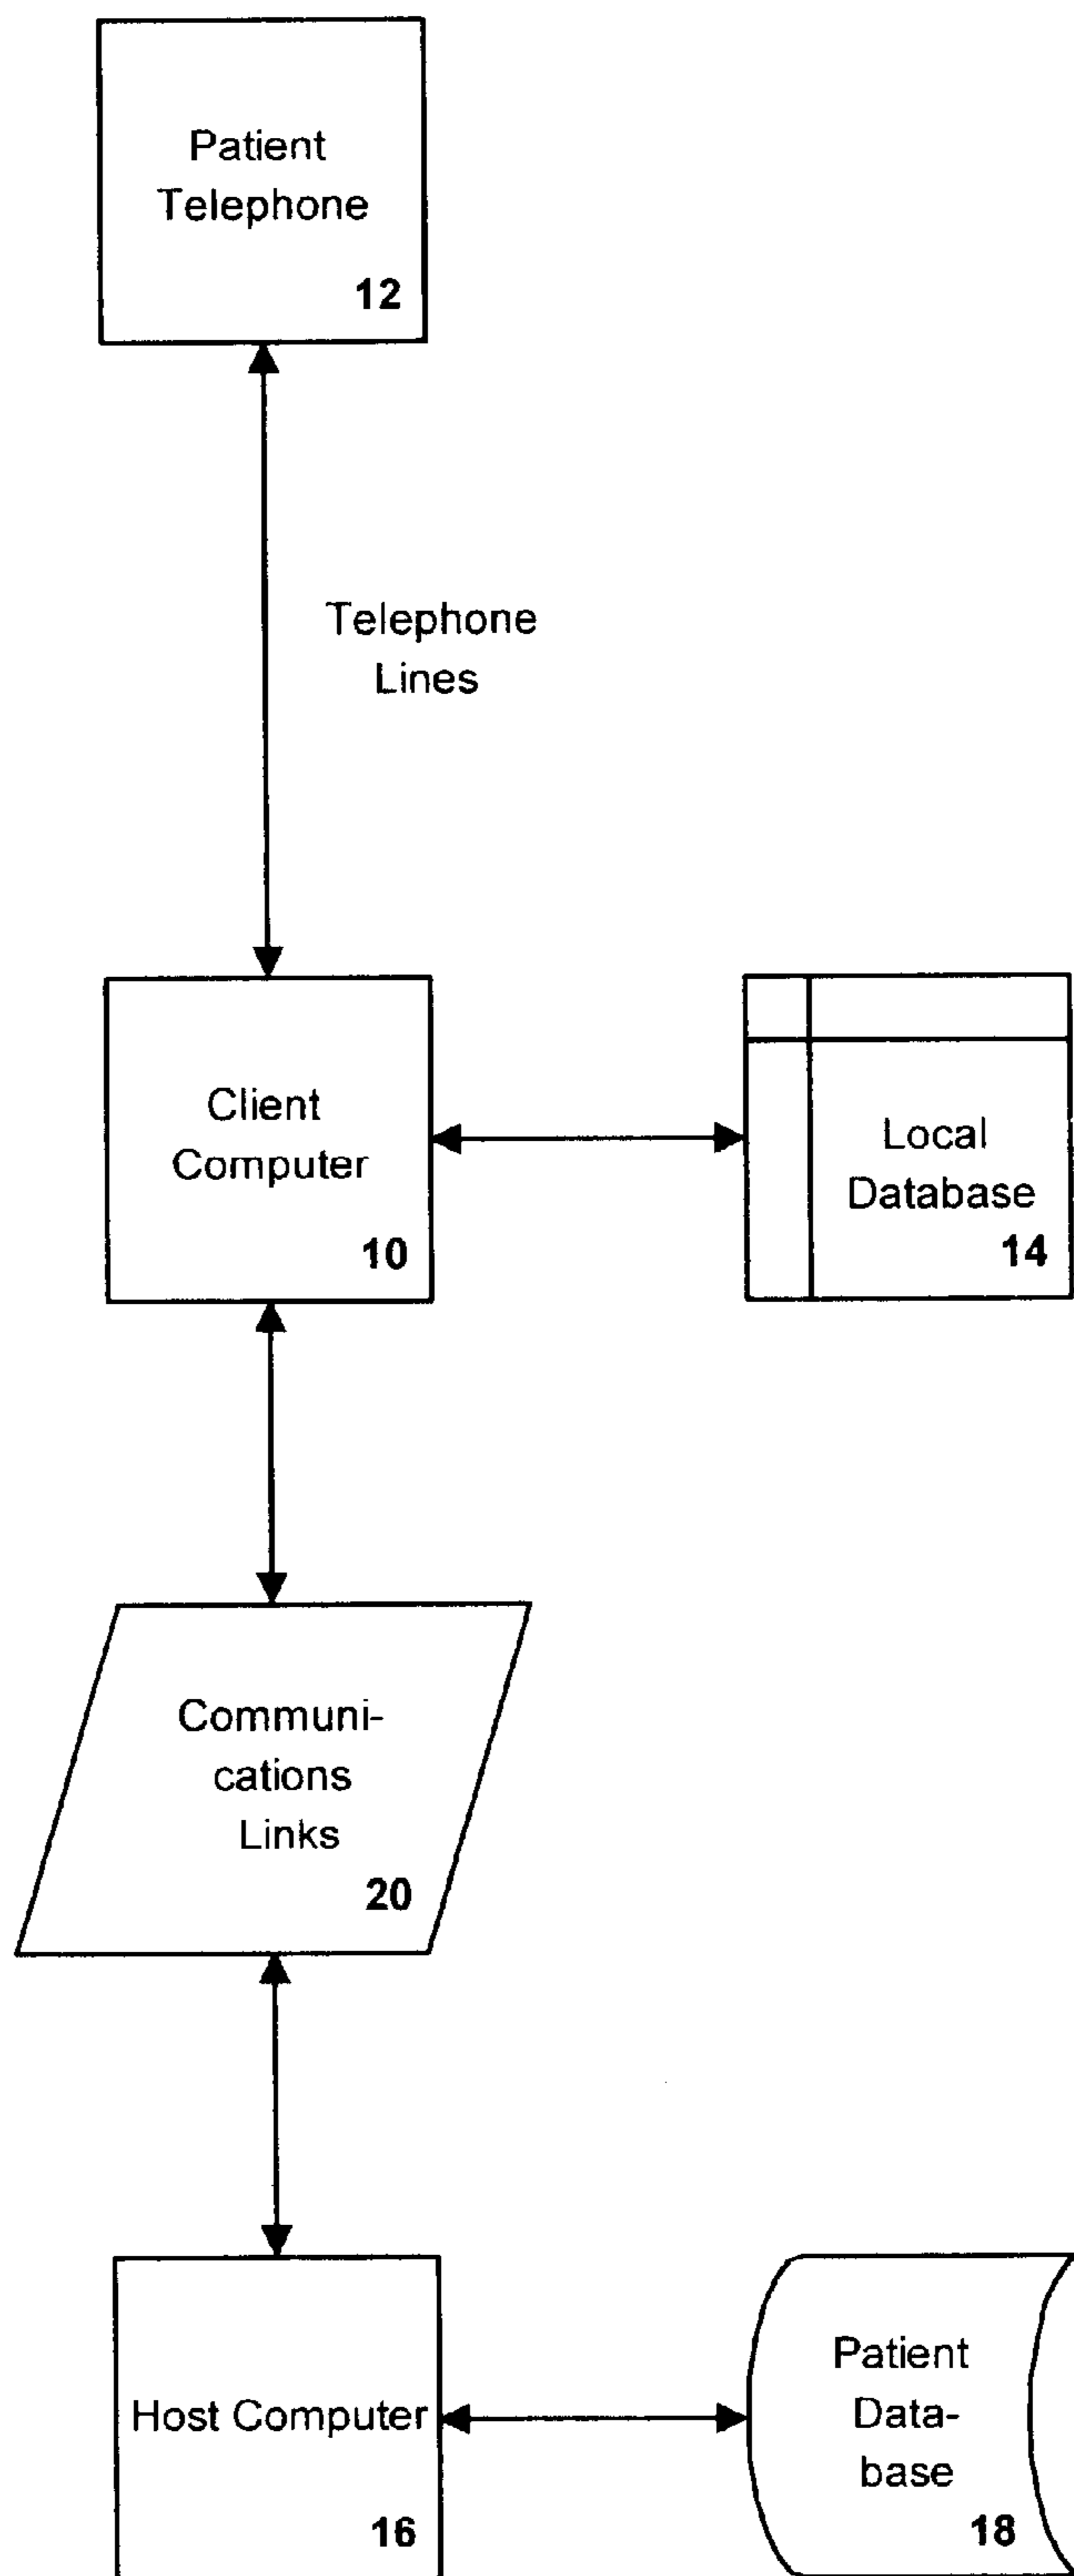 Patient
Telephone
12
Telephone
Lines
Client
Computer
10
Local
Database
14
Communi-
cations
Links
20
Host Computer
16
Patient
Data-
base
18